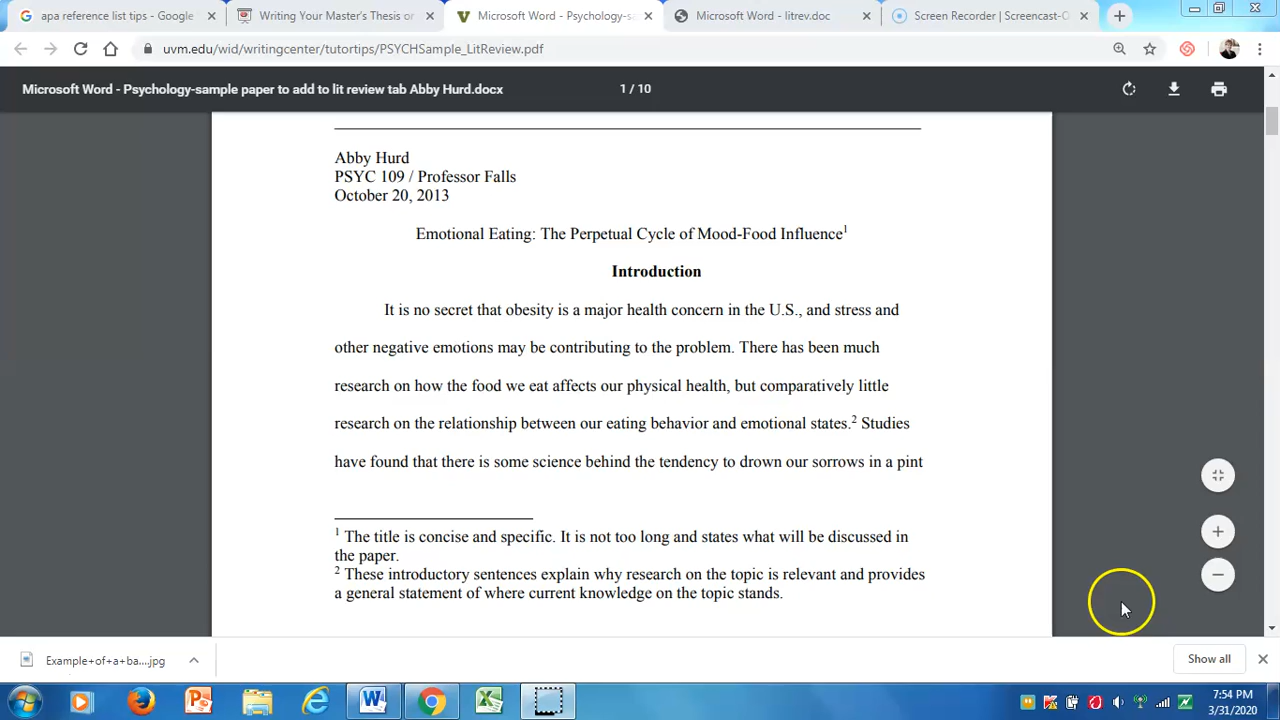 apa reference list tips - Google
Writing Your Master's Thesis or
Microsoft Word - Psychology-sa
Microsoft Word - litrev.doc
Screen Recorder | Screencast-O
uvm.edu/wid/writingcenter/tutortips/PSYCHSample_LitReview.pdf
Microsoft Word - Psychology-sample paper to add to lit review tab Abby Hurd.docx
1 / 10
Abby Hurd
PSYC 109 / Professor Falls
October 20, 2013
Emotional Eating: The Perpetual Cycle of Mood-Food Influence1
Introduction
It is no secret that obesity is a major health concern in the U.S., and stress and
other negative emotions may be contributing to the problem. There has been much
research on how the food we eat affects our physical health, but comparatively little
research on the relationship between our eating behavior and emotional states.2 Studies
have found that there is some science behind the tendency to drown our sorrows in a pint
1 The title is concise and specific. It is not too long and states what will be discussed in
the paper.
2 These introductory sentences explain why research on the topic is relevant and provides
a general statement of where current knowledge on the topic stands.
Example+of+a+ba....jpg
Show all
7:54 PM
3/31/2020